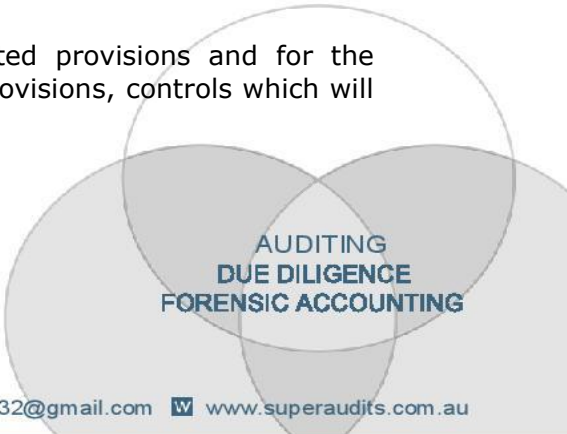 ted provisions and for the
ovisions, controls which will
AUDITING
DUE DILIGENCE
FORENSIC ACCOUNTING
32@gmail.com W www.superaudits.com.au